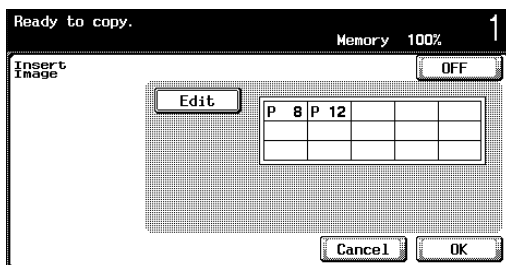 Ready to copy.
Memory 100% 1
Insert
Image
OFF
Edit
P 8 P 12
Cancel OK